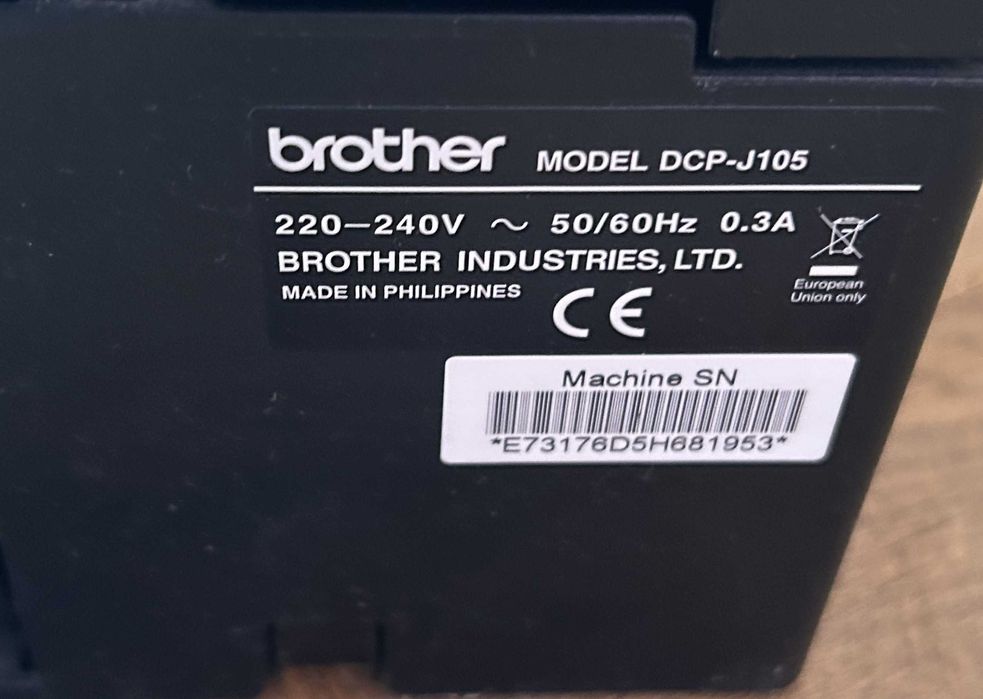 brother MODEL DCP-J105
220–240V ～ 50/60Hz 0.3A
BROTHER INDUSTRIES, LTD.
MADE IN PHILIPPINES
CE
European
Union only
Machine SN
*E73176D5H681953*